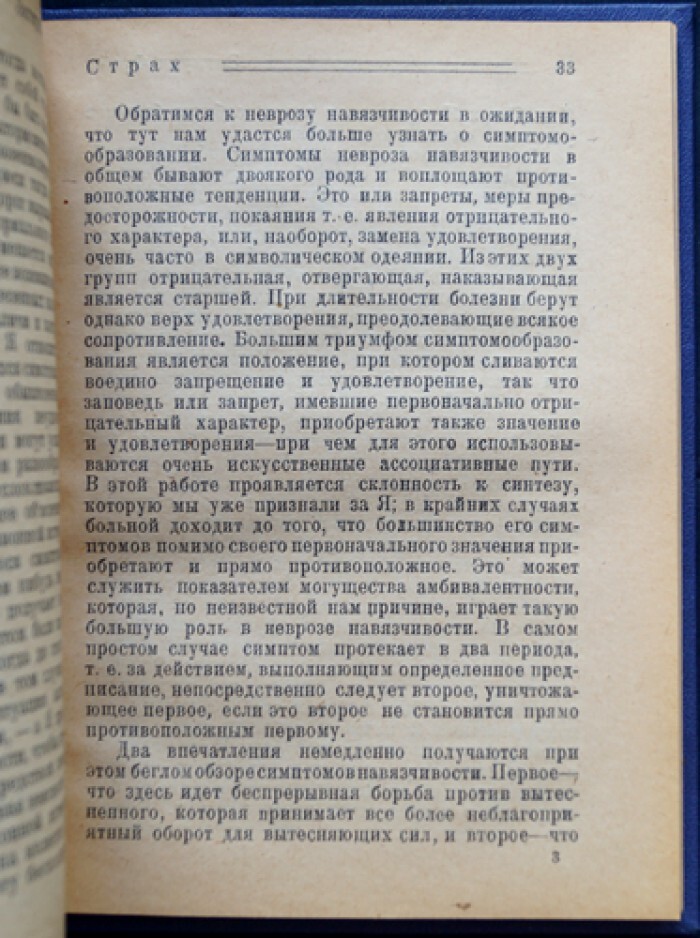 Страх 33
Обратимся к неврозу навязчивости в ожидании,
что тут нам удастся больше узнать о симптомо-
образовании. Симптомы невроза навязчивости в
общем бывают двоякого рода и воплощают проти-
воположные тенденции. Это или запреты, меры пре-
досторожности, покаяния т. е. явления отрицательно-
го характера, или, наоборот, замена удовлетворения,
очень часто в символическом одеянии. Из этих двух
групп отрицательная, отвергающая, наказывающая
является старшей. При длительности болезни берут
однако верх удовлетворения, преодолевающие всякое
сопротивление. Большим триумфом симптомообразо-
вания является положение, при котором сливаются
воедино запрещение и удовлетворение, так что
заповедь или запрет, имевшие первоначально отри-
цательный характер, приобретают также значение
и удовлетворения—при чем для этого использовы-
ваются очень искусственные ассоциативные пути.
В этой работе проявляется склонность к синтезу,
которую мы уже признали за Я; в крайних случаях
больной доходит до того, что большинство его сим-
птомов помимо своего первоначального значения при-
обретают и прямо противоположное. Это может
служить показателем могущества амбивалентности,
которая, по неизвестной нам причине, играет такую
большую роль в неврозе навязчивости. В самом
простом случае симптом протекает в два периода,
т. е. за действием, выполняющим определенное пред-
писание, непосредственно следует второе, уничтожа-
ющее первое, если это второе не становится прямо
противоположным первому.
Два впечатления немедленно получаются при
этом беглом обзоре симптомов навязчивости. Первое—,
что здесь идет беспрерывная борьба против вытес-
ненного, которая принимает все более неблагопри-
ятный оборот для вытесняющих сил, и второе—что
3